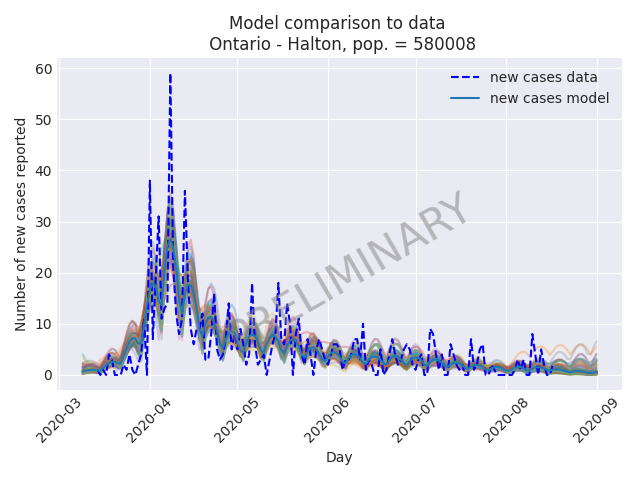 Model comparison to data
Ontario - Halton, pop. = 580008
60
50
40
30
20
10
0
Number of new cases reported
new cases data
new cases model
PRELIMINARY
2020-03
2020-04
2020-05
2020-06
2020-07
2020-08
2020-09
Day